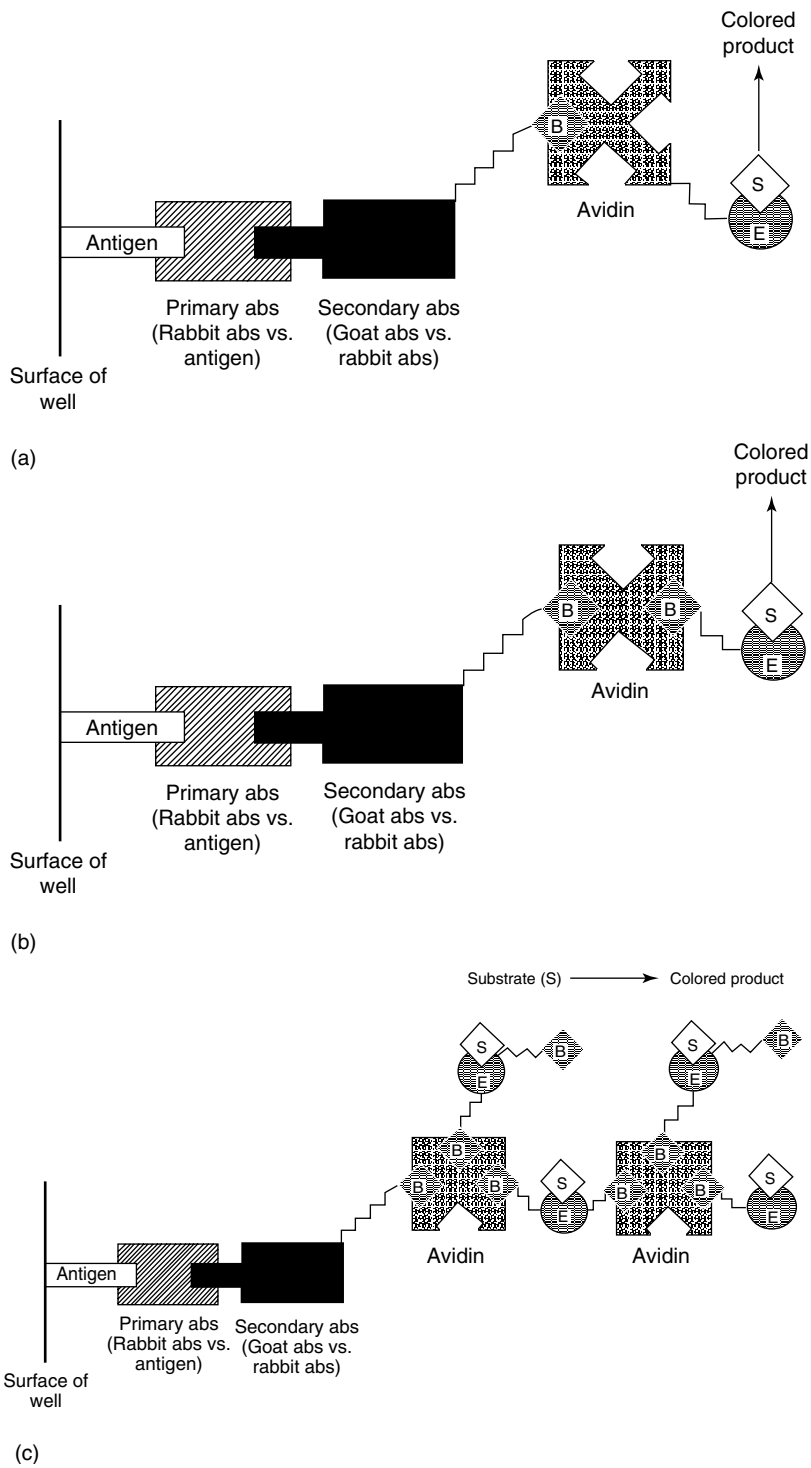 Colored
product
B
S
E
Avidin
Antigen
Primary abs
(Rabbit abs vs.
antigen)
Secondary abs
(Goat abs vs.
rabbit abs)
Surface of
well
(a)
Colored
product
B
B
S
E
Avidin
Antigen
Primary abs
(Rabbit abs vs.
antigen)
Secondary abs
(Goat abs vs.
rabbit abs)
Surface of
well
(b)
Substrate (S)
Colored product
S
B
E
S
B
E
B
B
B
S
E
B
B
B
S
E
Avidin
Avidin
Antigen
Primary abs
(Rabbit abs vs.
antigen)
Secondary abs
(Goat abs vs.
rabbit abs)
Surface of
well
(c)